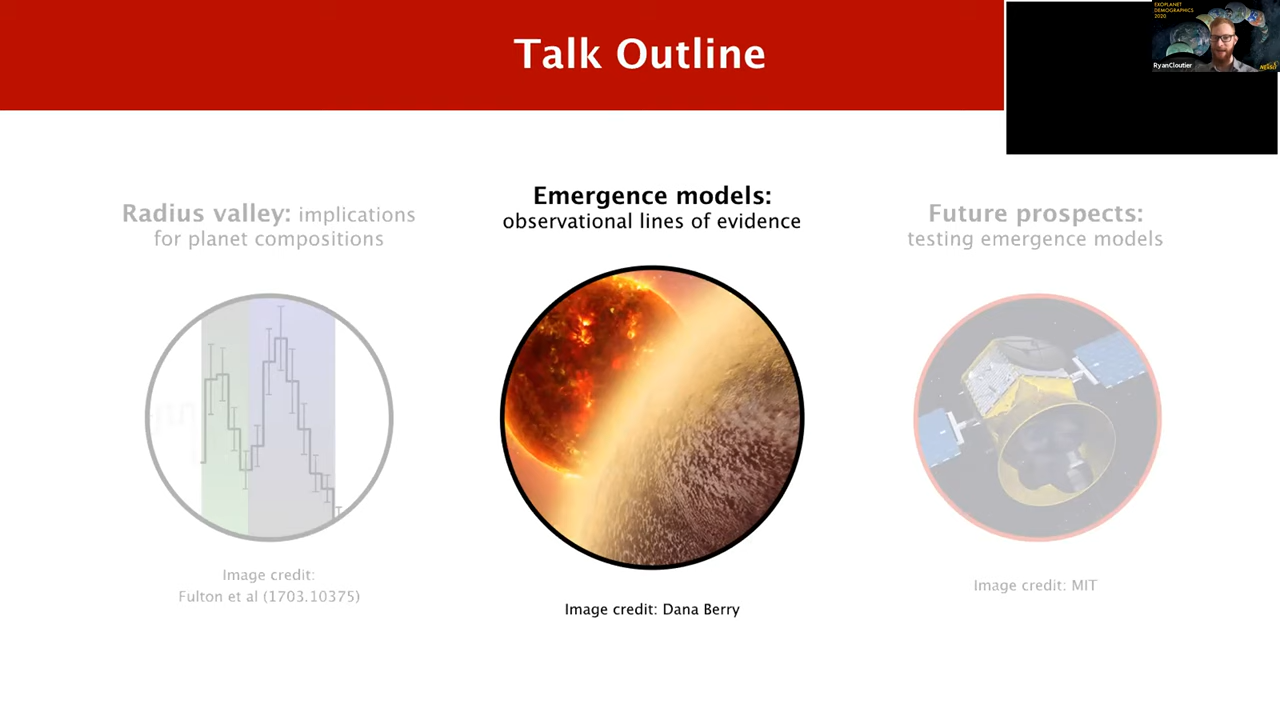 Talk Outline
EXOPLANET
DEMOGRAPHICS
2020
RyanCloutier
Radius valley: implications
for planet compositions
Emergence models:
observational lines of evidence
Future prospects:
testing emergence models
Image credit:
Fulton et al (1703.10375)
Image credit: Dana Berry
Image credit: MIT